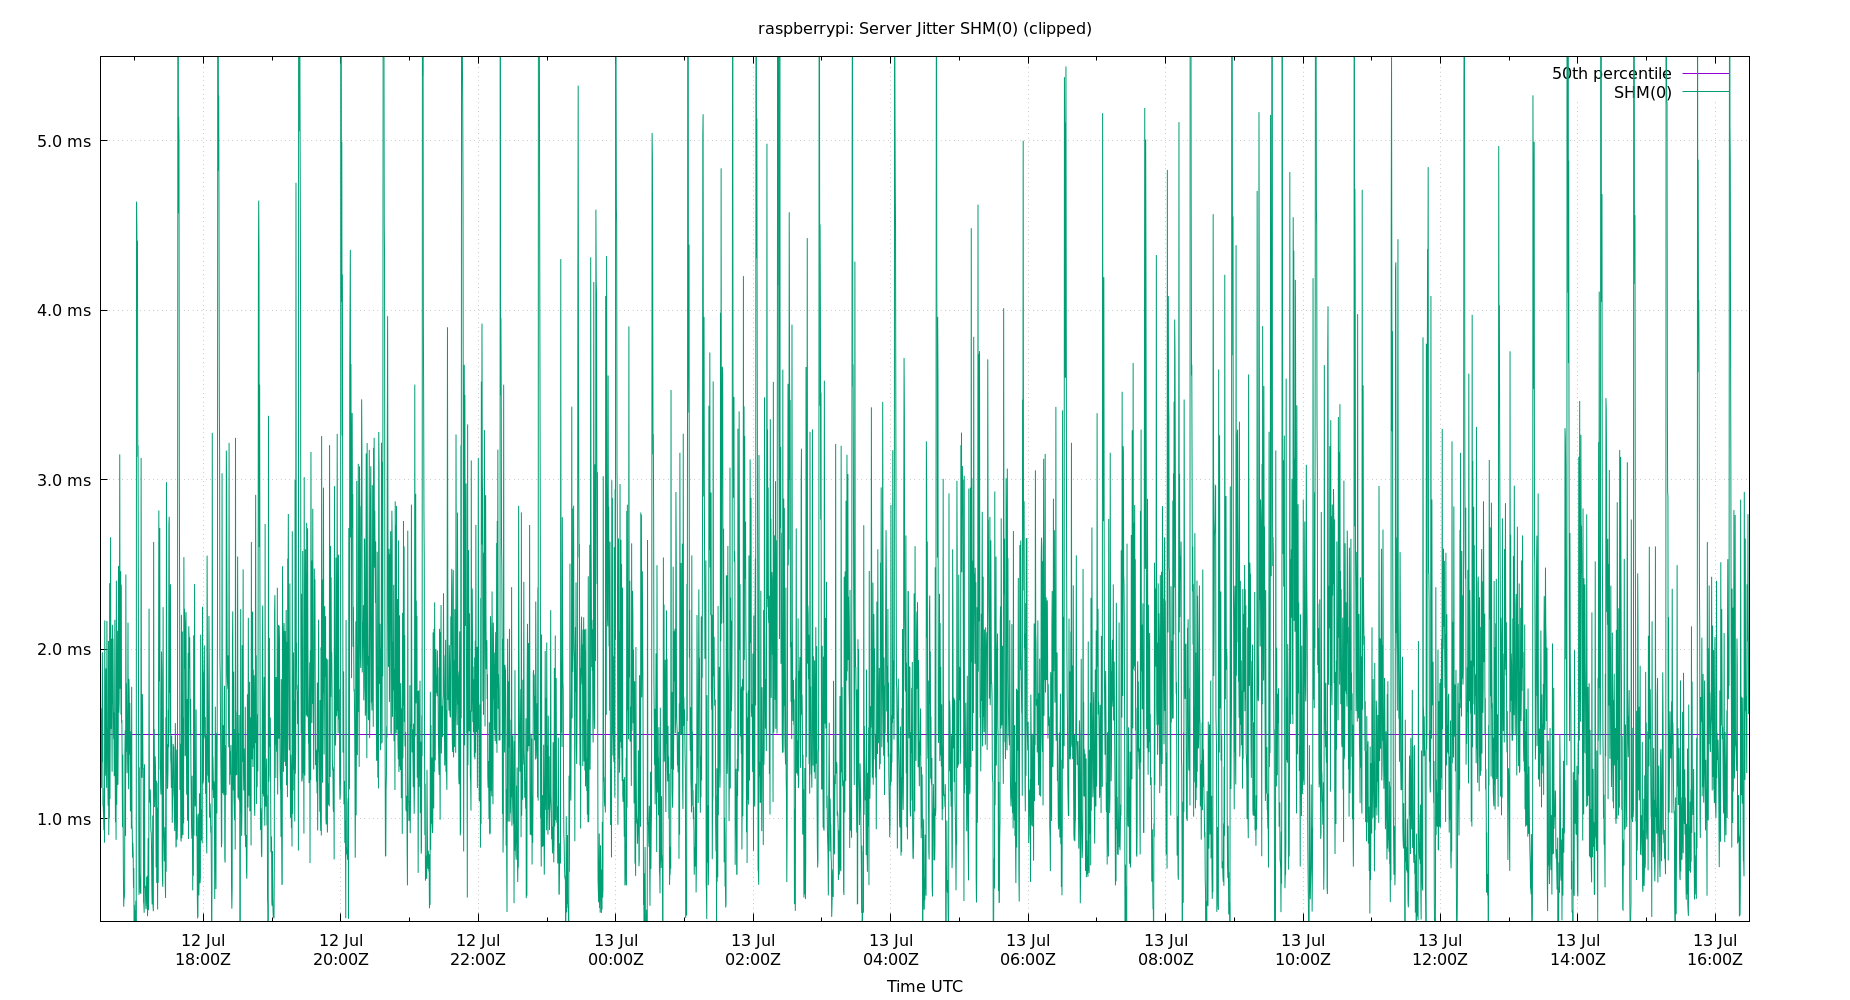 raspberrypi: Server Jitter SHM(0) (clipped)
50th percentile
SHM(0)
5.0 ms
4.0 ms
3.0 ms
2.0 ms
1.0 ms
12 Jul 12 Jul 12 Jul 13 Jul 13 Jul 13 Jul 13 Jul 13 Jul 13 Jul 13 Jul 13 Jul 13 Jul
18:00Z 20:00Z 22:00Z 00:00Z 02:00Z 04:00Z 06:00Z 08:00Z 10:00Z 12:00Z 14:00Z 16:00Z
Time UTC